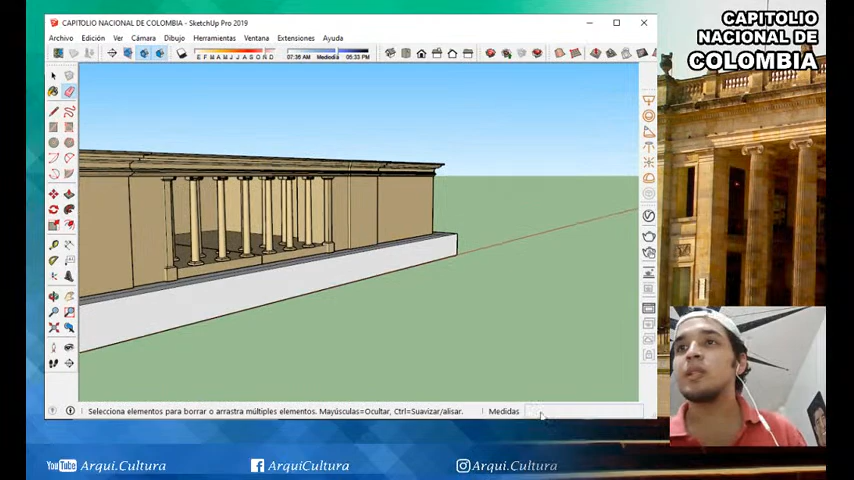 CAPITOLIO NACIONAL DE COLOMBIA - SketchUp Pro 2019
Archivo Edición Ver Cámara Dibujo Herramientas Ventana Extensiones Ayuda
E F M A M J J A S O N D 07:36 AM Mediodía 05:33 PM
CAPITOLIO
NACIONAL DE
COLOMBIA
Selecciona elementos para borrar o arrastra múltiples elementos. Mayúsculas=Ocultar, Ctrl=Suavizar/alisar. Medidas
YouTube Arqui.Cultura
ArquiCultura
Arqui.Cultura